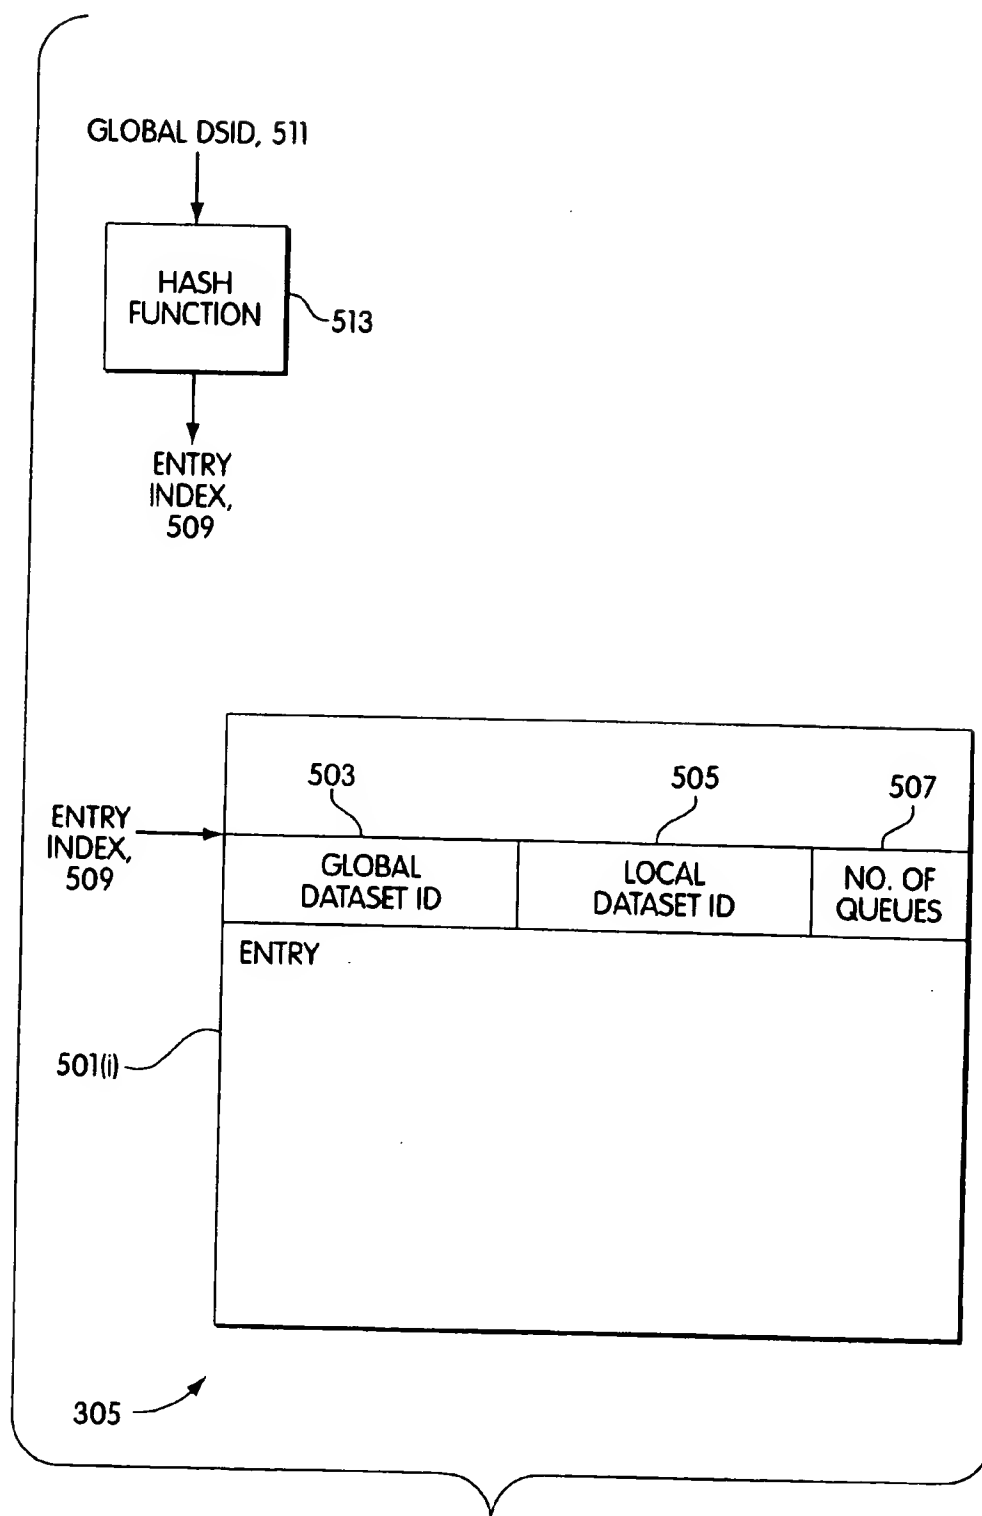 GLOBAL DSID, 511
HASH
FUNCTION
513
ENTRY
INDEX,
509
503
505
507
ENTRY
INDEX,
509
GLOBAL
DATASET ID
LOCAL
DATASET ID
NO. OF
QUEUES
ENTRY
501(i)
305